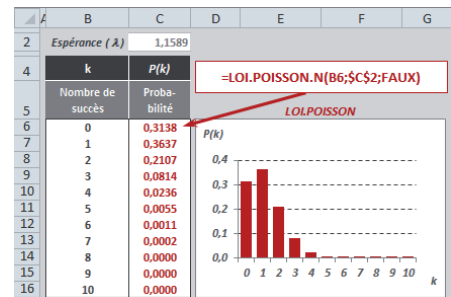 A B C D E F G
2 Espérance ( λ) 1,1589
4 k P(k) =LOI.POISSON.N(B6;$C$2;FAUX)
5 Nombre de succès Proba-bilité LOI.POISSON
6 0 0,3138
7 1 0,3637
8 2 0,2107
9 3 0,0814
10 4 0,0236
11 5 0,0055
12 6 0,0011
13 7 0,0002
14 8 0,0000
15 9 0,0000
16 10 0,0000
P(k)
0,4
0,3
0,2
0,1
0,0
0 1 2 3 4 5 6 7 8 9 10 k